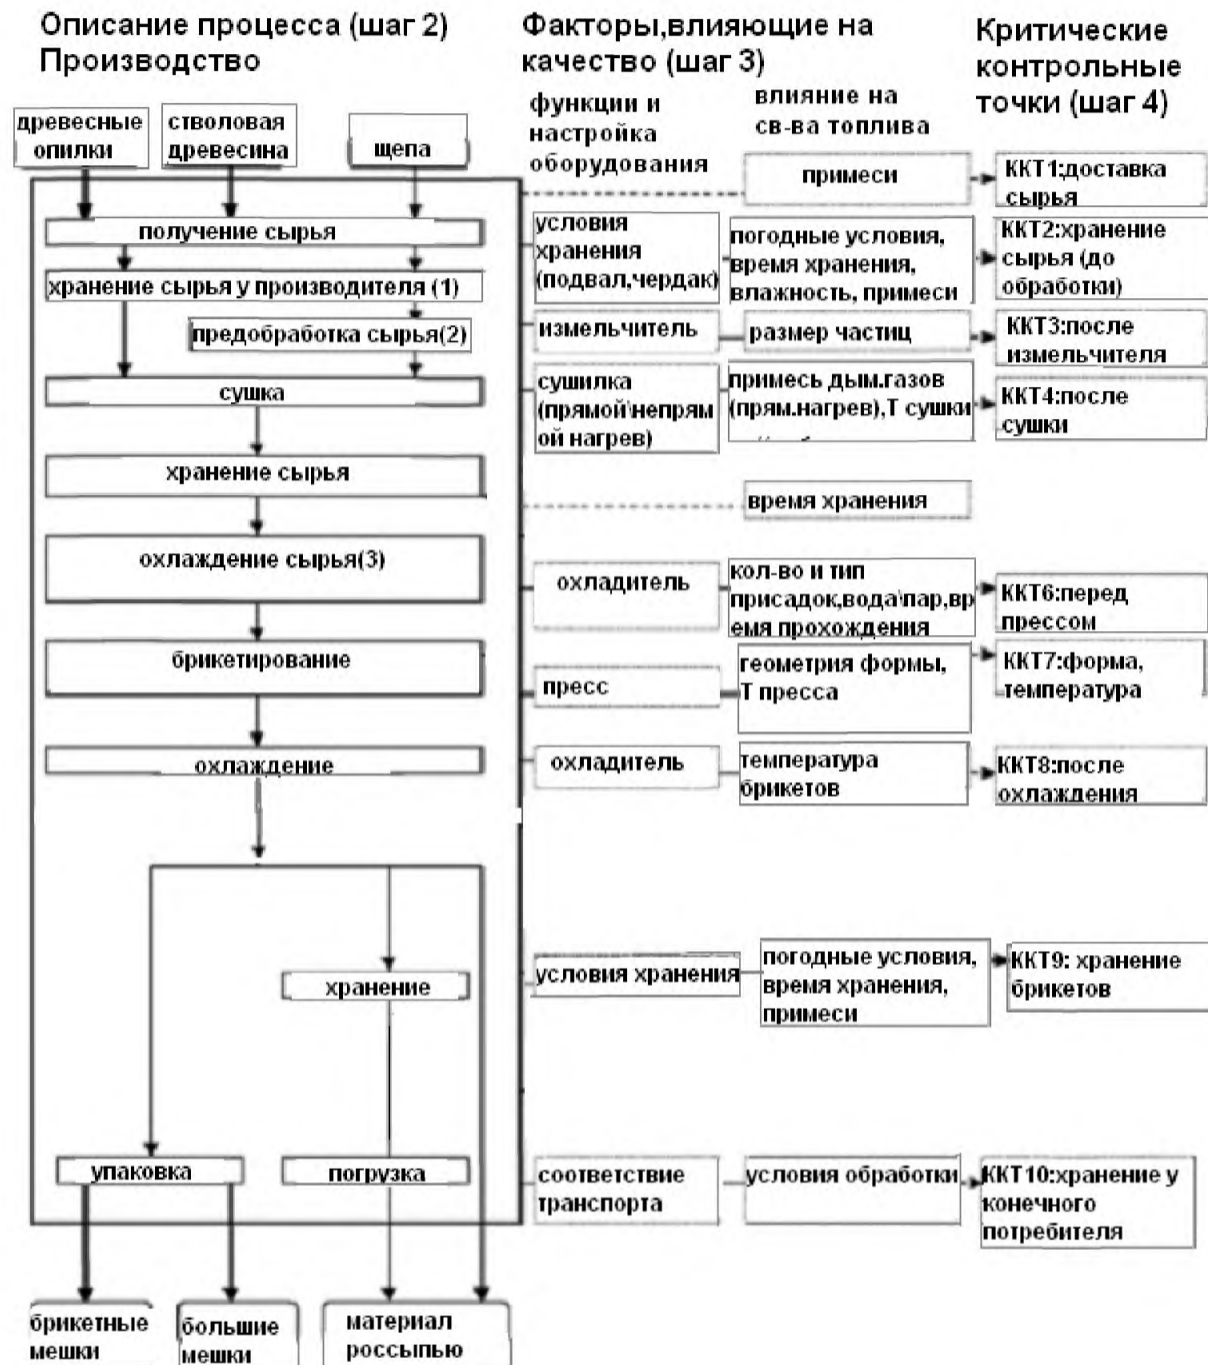 Описание процесса (шаг 2)
Производство
Факторы,влияющие на
качество (шаг 3)
Критические
контрольные
точки (шаг 4)
функции и
настройка
оборудования
влияние на
св-ва топлива
древесные
опилки
стволовая
древесина
щепа
примеси
ККТ1:доставка
сырья
получение сырья
условия
хранения
(подвал,чердак)
погодные условия,
время хранения,
влажность, примеси
ККТ2:хранение
сырья (до
обработки)
хранение сырья у производителя (1)
предобработка сырья(2)
измельчитель
размер частиц
ККТ3:после
измельчителя
сушка
сушилка
(прямой\непрям
ой нагрев)
примесь дым.газов
(прям.нагрев),Т сушки
ККТ4:после
сушки
хранение сырья
время хранения
охлаждение сырья(3)
охладитель
кол-во и тип
присадок,вода\пар,вр
емя прохождения
ККТ6:перед
прессом
брикетирование
пресс
геометрия формы,
Т пресса
ККТ7:форма,
температура
охлаждение
охладитель
температура
брикетов
ККТ8:после
охлаждения
хранение
условия хранения
погодные условия,
время хранения,
примеси
ККТ9: хранение
брикетов
упаковка
погрузка
соответствие
транспорта
условия обработки
ККТ10:хранение у
конечного
потребителя
брикетные
мешки
большие
мешки
материал
россыпью